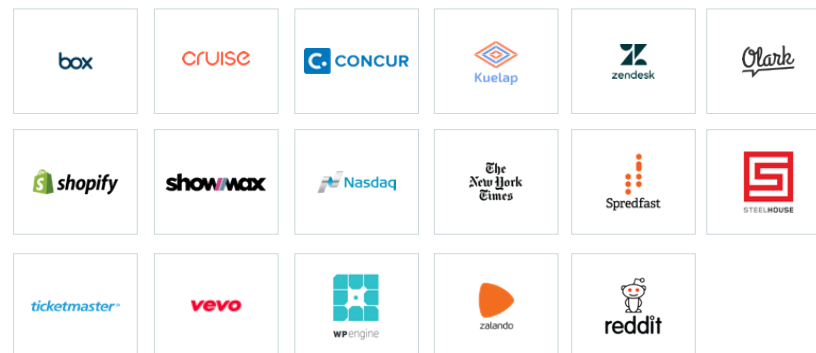 box
cruise
C. CONCUR
Kuelap
zendesk
Olark
S shopify
showmax
Nasdaq
The
New York
Times
Spredfast
S
STEELHOUSE
ticketmaster®
vevo
WPengine
zalando
reddit